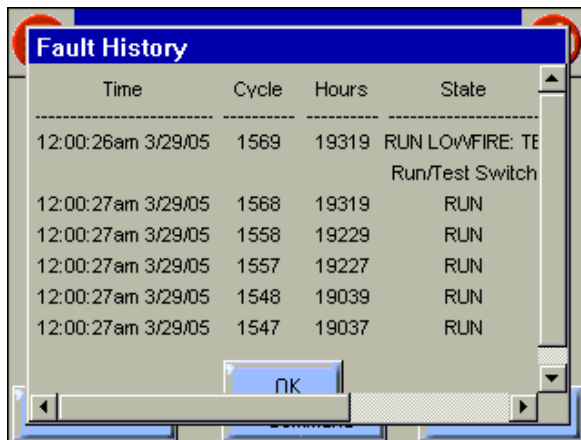 Fault History
Time Cycle Hours State
12:00:26am 3/29/05 1569 19319 RUN LOWFIRE: TE
Run/Test Switch
12:00:27am 3/29/05 1568 19319 RUN
12:00:27am 3/29/05 1558 19229 RUN
12:00:27am 3/29/05 1557 19227 RUN
12:00:27am 3/29/05 1548 19039 RUN
12:00:27am 3/29/05 1547 19037 RUN
OK